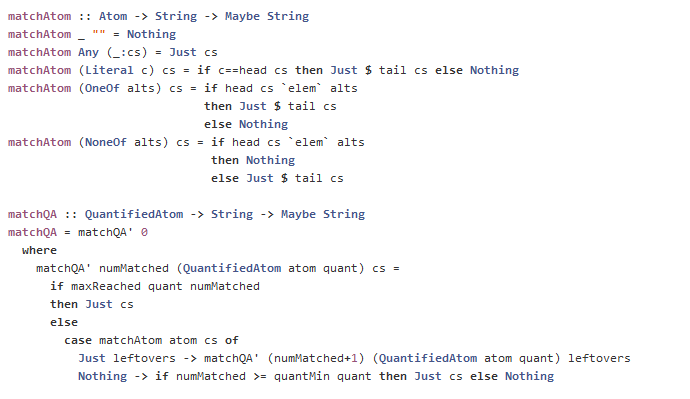 matchAtom :: Atom -> String -> Maybe String
matchAtom _ "" = Nothing
matchAtom Any (_:cs) = Just cs
matchAtom (Literal c) cs = if c==head cs then Just $ tail cs else Nothing
matchAtom (OneOf alts) cs = if head cs `elem` alts
                            then Just $ tail cs
                            else Nothing
matchAtom (NoneOf alts) cs = if head cs `elem` alts
                             then Nothing
                             else Just $ tail cs

matchQA :: QuantifiedAtom -> String -> Maybe String
matchQA = matchQA' 0
  where
    matchQA' numMatched (QuantifiedAtom atom quant) cs =
      if maxReached quant numMatched
      then Just cs
      else
        case matchAtom atom cs of
          Just leftovers -> matchQA' (numMatched+1) (QuantifiedAtom atom quant) leftovers
          Nothing -> if numMatched >= quantMin quant then Just cs else Nothing